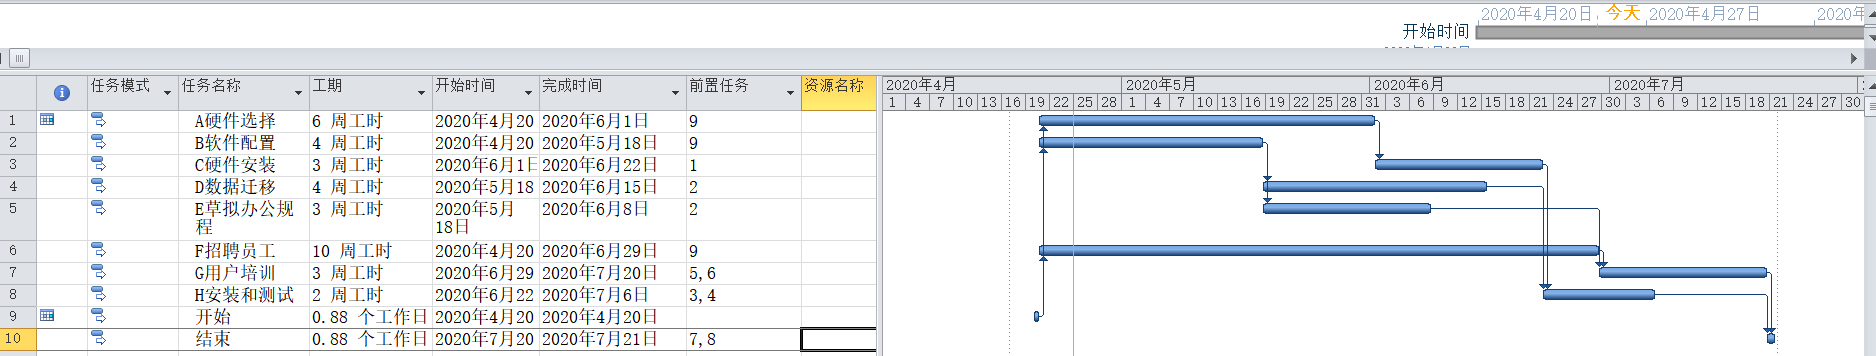 2020年4月20日 今天 2020年4月27日 2020年
开始时间
任务模式 任务名称 工期 开始时间 完成时间 前置任务 资源名称 2020年4月 2020年5月 2020年6月 2020年7月
1 4 7 10 13 16 19 22 25 28 1 4 7 10 13 16 19 22 25 28 31 3 6 9 12 15 18 21 24 27 30 3 6 9 12 15 18 21 24 27 30
1 A硬件选择 6 周工时 2020年4月20 2020年6月1日 9
2 B软件配置 4 周工时 2020年4月20 2020年5月18日 9
3 C硬件安装 3 周工时 2020年6月1日 2020年6月22日 1
4 D数据迁移 4 周工时 2020年5月18 2020年6月15日 2
5 E草拟办公规 3 周工时 2020年5月 2020年6月8日 2
程 18日
6 F招聘员工 10 周工时 2020年4月20 2020年6月29日 9
7 G用户培训 3 周工时 2020年6月29 2020年7月20日 5,6
8 H安装和测试 2 周工时 2020年6月22 2020年7月6日 3,4
9 开始 0.88 个工作日 2020年4月20 2020年4月20日
10 结束 0.88 个工作日 2020年7月20 2020年7月21日 7,8